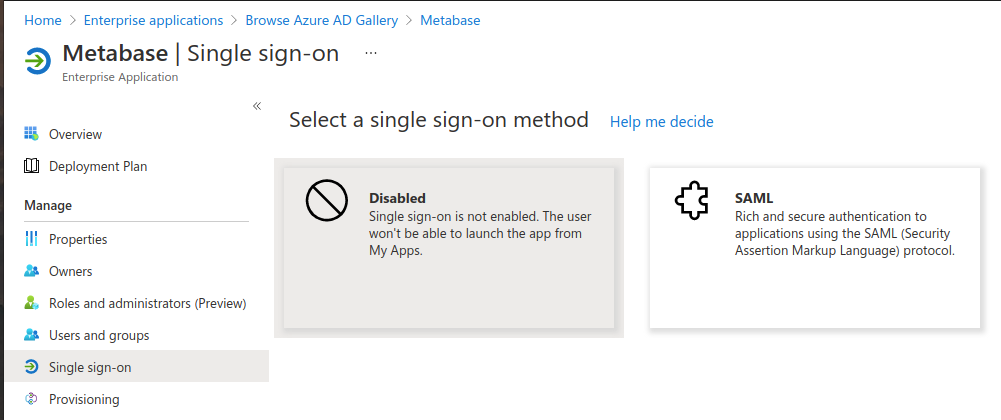 Home > Enterprise applications > Browse Azure AD Gallery > Metabase
Metabase | Single sign-on ...
Enterprise Application
«
Overview
Deployment Plan
Manage
Properties
Owners
Roles and administrators (Preview)
Users and groups
Single sign-on
Provisioning
Select a single sign-on method Help me decide
Disabled
Single sign-on is not enabled. The user
won't be able to launch the app from
My Apps.
SAML
Rich and secure authentication to
applications using the SAML (Security
Assertion Markup Language) protocol.